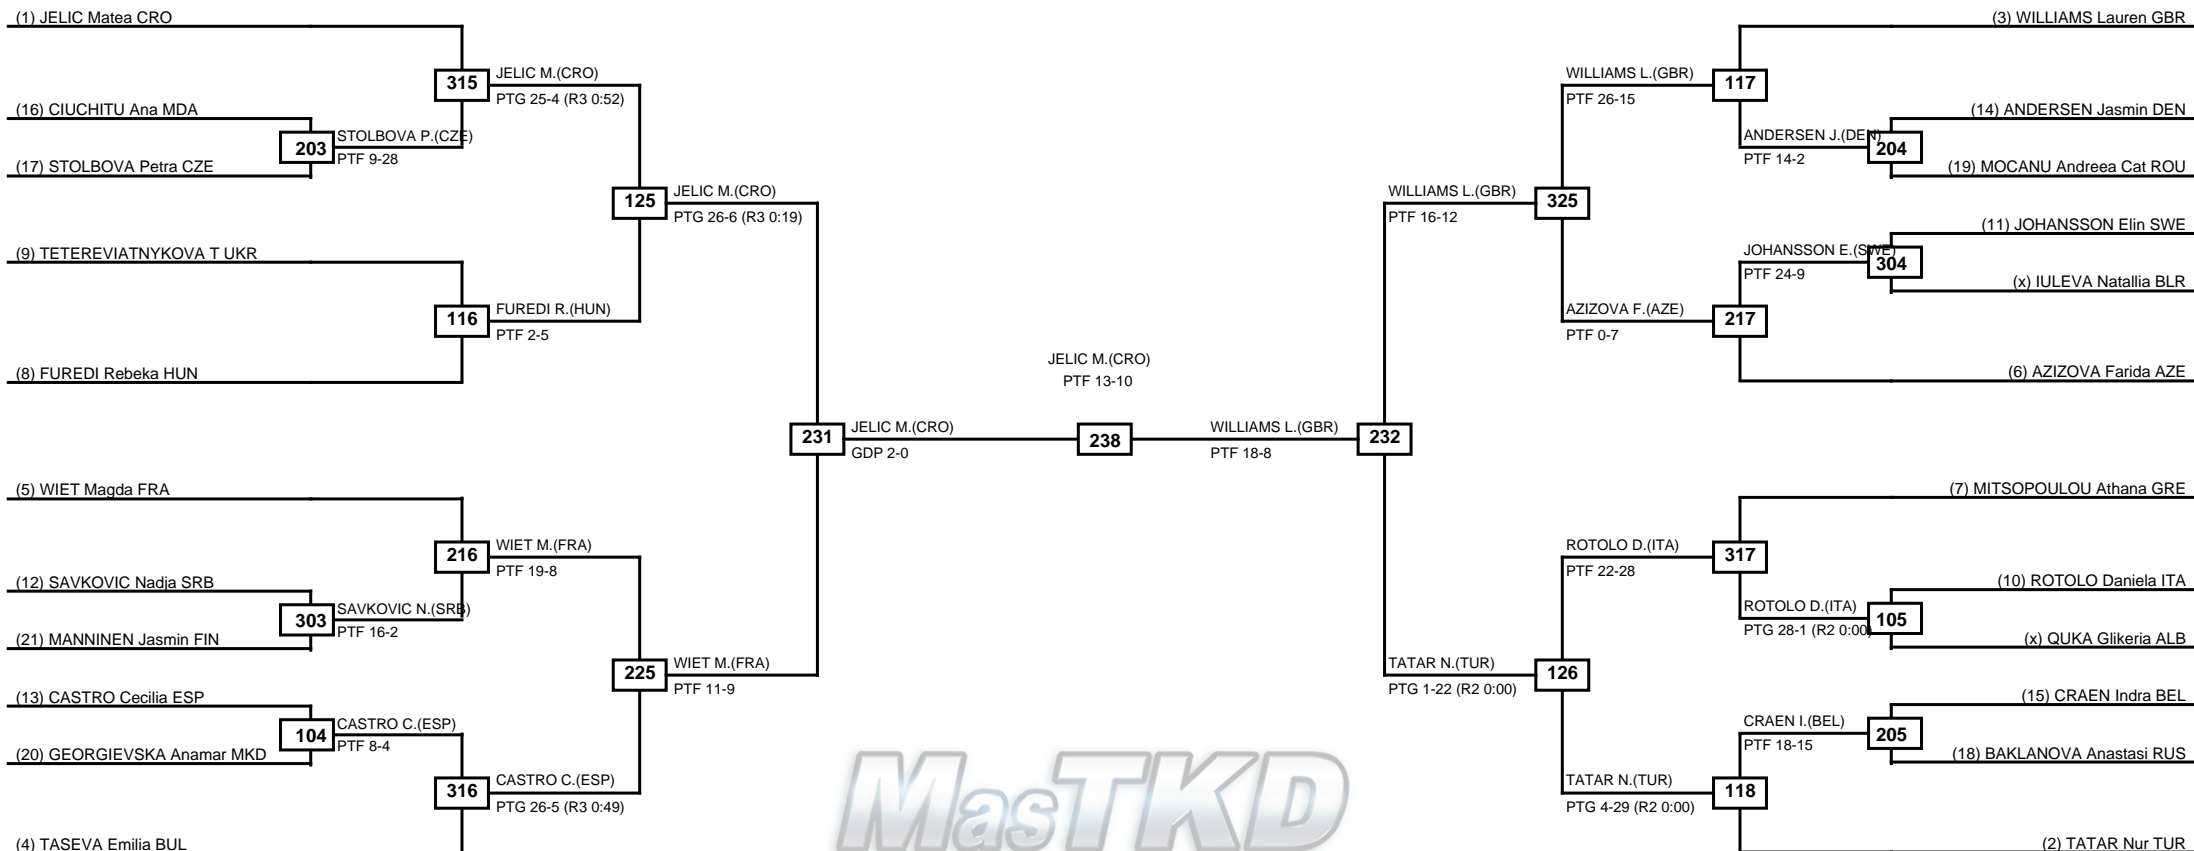 (1) JELIC Matea CRO
315
JELIC M.(CRO)
PTG 25-4 (R3 0:52)
(16) CIUCHITU Ana MDA
203
STOLBOVA P.(CZE)
PTF 9-28
(17) STOLBOVA Petra CZE
125
JELIC M.(CRO)
PTG 26-6 (R3 0:19)
(9) TETEREVIATNYKOVA T UKR
116
FUREDI R.(HUN)
PTF 2-5
(8) FUREDI Rebeka HUN
231
JELIC M.(CRO)
GDP 2-0
(5) WIET Magda FRA
216
WIET M.(FRA)
PTF 19-8
(12) SAVKOVIC Nadja SRB
303
SAVKOVIC N.(SRB)
PTF 16-2
(21) MANNINEN Jasmin FIN
225
WIET M.(FRA)
PTF 11-9
(13) CASTRO Cecilia ESP
104
CASTRO C.(ESP)
PTF 8-4
(20) GEORGIEVSKA Anamar MKD
316
CASTRO C.(ESP)
PTG 26-5 (R3 0:49)
(4) TASEVA Emilia BUL
JELIC M.(CRO)
PTF 13-10
238
WILLIAMS L.(GBR)
PTF 18-8
232
(3) WILLIAMS Lauren GBR
WILLIAMS L.(GBR)
PTF 26-15
117
(14) ANDERSEN Jasmin DEN
ANDERSEN J.(DEN)
PTF 14-2
204
(19) MOCANU Andreea Cat ROU
WILLIAMS L.(GBR)
PTF 16-12
325
(11) JOHANSSON Elin SWE
JOHANSSON E.(SWE)
PTF 24-9
304
(x) IULEVA Natallia BLR
AZIZOVA F.(AZE)
PTF 0-7
217
(6) AZIZOVA Farida AZE
(7) MITSOPOULOU Athana GRE
ROTOLO D.(ITA)
PTF 22-28
317
(10) ROTOLO Daniela ITA
ROTOLO D.(ITA)
PTG 28-1 (R2 0:00)
105
(x) QUKA Glikeria ALB
TATAR N.(TUR)
PTG 1-22 (R2 0:00)
126
(15) CRAEN Indra BEL
CRAEN I.(BEL)
PTF 18-15
205
(18) BAKLANOVA Anastasi RUS
TATAR N.(TUR)
PTG 4-29 (R2 0:00)
118
(2) TATAR Nur TUR
MasTKD